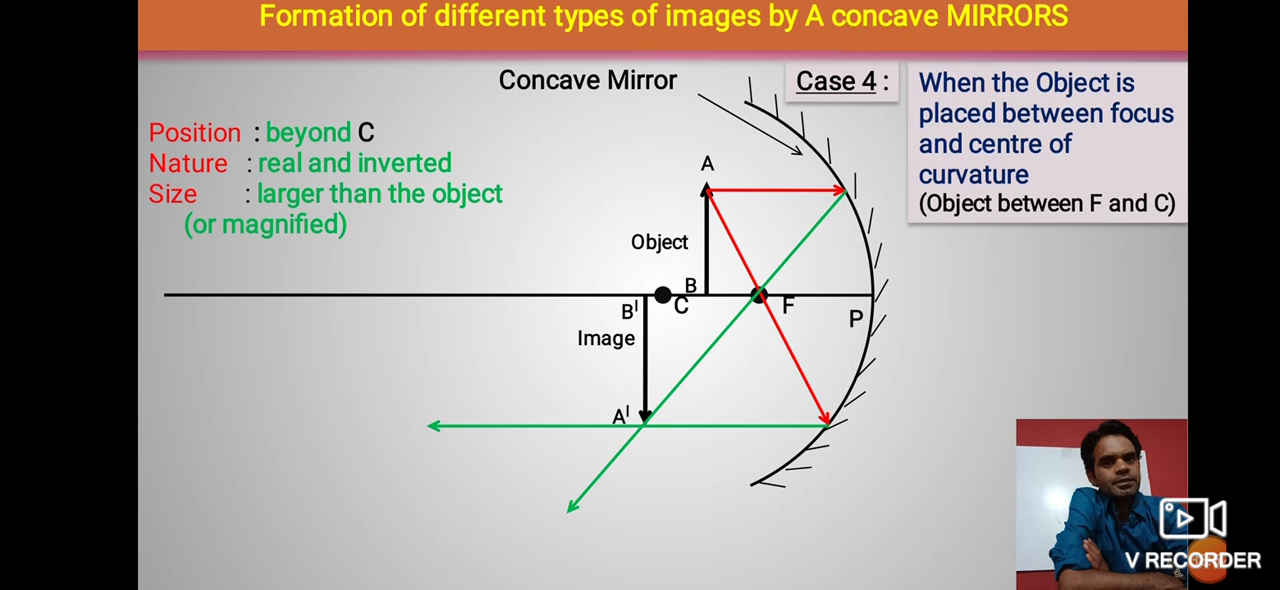 Formation of different types of images by A concave MIRRORS
Concave Mirror
Case 4 :
When the Object is
placed between focus
and centre of
curvature
(Object between F and C)
Position : beyond C
Nature : real and inverted
Size : larger than the object
(or magnified)
A
Object
B
C
F
P
B|
Image
A|
V RECORDER